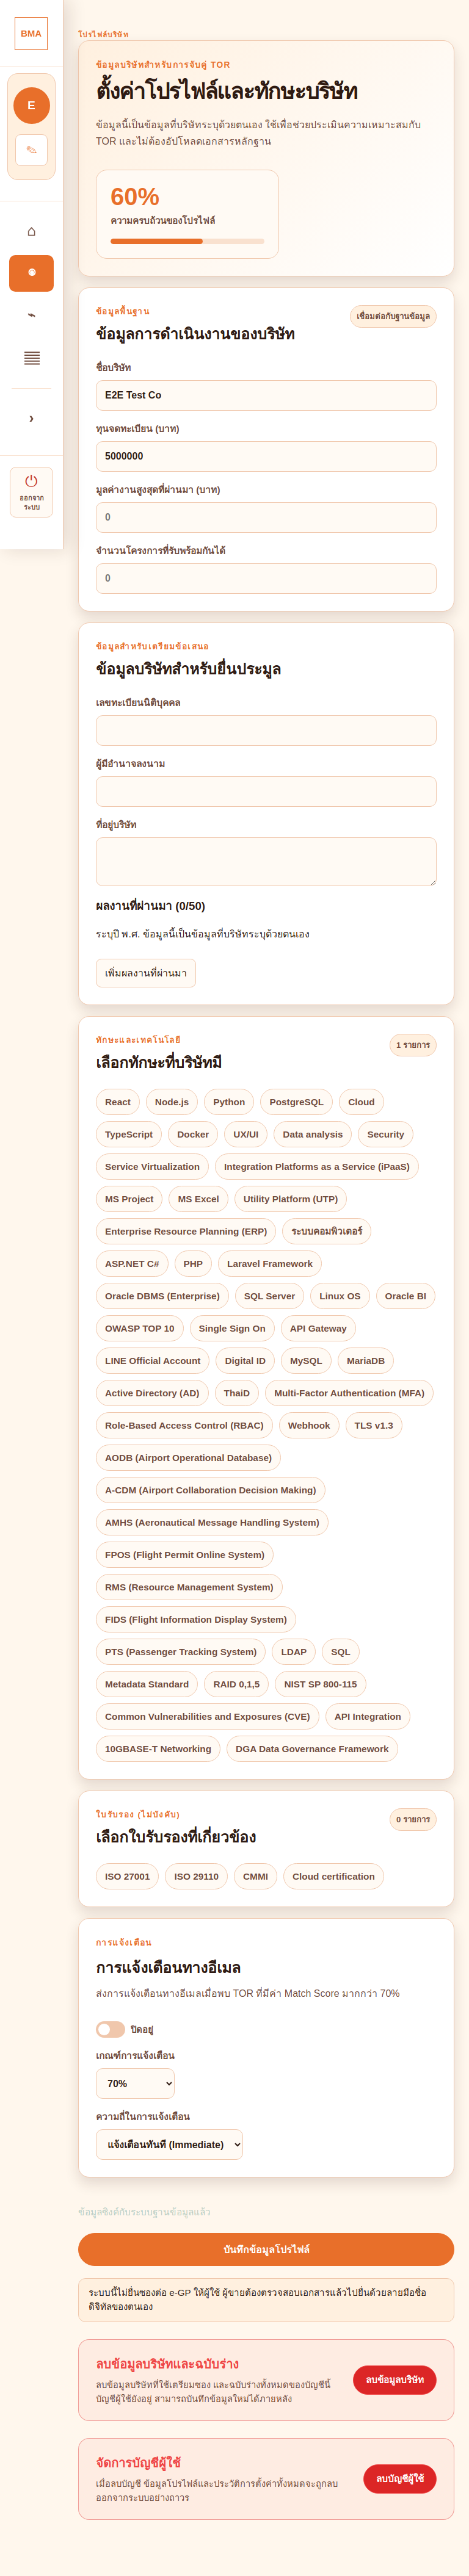 BMA
E
ออกจาก
ระบบ
โปรไฟล์บริษัท
ข้อมูลบริษัทสำหรับการจับคู่ TOR
ตั้งค่าโปรไฟล์และทักษะบริษัท
ข้อมูลนี้เป็นข้อมูลที่บริษัทระบุด้วยตนเอง ใช้เพื่อช่วยประเมินความเหมาะสมกับ
TOR และไม่ต้องอัปโหลดเอกสารหลักฐาน
60%
ความครบถ้วนของโปรไฟล์
ข้อมูลพื้นฐาน
เชื่อมต่อกับฐานข้อมูล
ข้อมูลการดำเนินงานของบริษัท
ชื่อบริษัท
E2E Test Co
ทุนจดทะเบียน (บาท)
5000000
มูลค่างานสูงสุดที่ผ่านมา (บาท)
0
จำนวนโครงการที่รับพร้อมกันได้
0
ข้อมูลสำหรับเตรียมข้อเสนอ
ข้อมูลบริษัทสำหรับยื่นประมูล
เลขทะเบียนนิติบุคคล
ผู้มีอำนาจลงนาม
ที่อยู่บริษัท
ผลงานที่ผ่านมา (0/50)
ระบุปี พ.ศ. ข้อมูลนี้เป็นข้อมูลที่บริษัทระบุด้วยตนเอง
เพิ่มผลงานที่ผ่านมา
ทักษะและเทคโนโลยี
1 รายการ
เลือกทักษะที่บริษัทมี
React Node.js Python PostgreSQL Cloud
TypeScript Docker UX/UI Data analysis Security
Service Virtualization Integration Platforms as a Service (iPaaS)
MS Project MS Excel Utility Platform (UTP)
Enterprise Resource Planning (ERP) ระบบคอมพิวเตอร์
ASP.NET C# PHP Laravel Framework
Oracle DBMS (Enterprise) SQL Server Linux OS Oracle BI
OWASP TOP 10 Single Sign On API Gateway
LINE Official Account Digital ID MySQL MariaDB
Active Directory (AD) ThaiD Multi-Factor Authentication (MFA)
Role-Based Access Control (RBAC) Webhook TLS v1.3
AODB (Airport Operational Database)
A-CDM (Airport Collaboration Decision Making)
AMHS (Aeronautical Message Handling System)
FPOS (Flight Permit Online System)
RMS (Resource Management System)
FIDS (Flight Information Display System)
PTS (Passenger Tracking System) LDAP SQL
Metadata Standard RAID 0,1,5 NIST SP 800-115
Common Vulnerabilities and Exposures (CVE) API Integration
10GBASE-T Networking DGA Data Governance Framework
ใบรับรอง (ไม่บังคับ)
0 รายการ
เลือกใบรับรองที่เกี่ยวข้อง
ISO 27001 ISO 29110 CMMI Cloud certification
การแจ้งเตือน
การแจ้งเตือนทางอีเมล
ส่งการแจ้งเตือนทางอีเมลเมื่อพบ TOR ที่มีค่า Match Score มากกว่า 70%
ปิดอยู่
เกณฑ์การแจ้งเตือน
70%
ความถี่ในการแจ้งเตือน
แจ้งเตือนทันที (Immediate)
ข้อมูลซิงค์กับระบบฐานข้อมูลแล้ว
บันทึกข้อมูลโปรไฟล์
ระบบนี้ไม่ยื่นซองต่อ e-GP ให้ผู้ใช้ ผู้ขายต้องตรวจสอบเอกสารแล้วไปยื่นด้วยลายมือชื่อ
ดิจิทัลของตนเอง
ลบข้อมูลบริษัทและฉบับร่าง
ลบข้อมูลบริษัทที่ใช้เตรียมซอง และฉบับร่างทั้งหมดของบัญชีนี้
บัญชีผู้ใช้ยังอยู่ สามารถบันทึกข้อมูลใหม่ได้ภายหลัง
ลบข้อมูลบริษัท
จัดการบัญชีผู้ใช้
เมื่อลบบัญชี ข้อมูลโปรไฟล์และประวัติการตั้งค่าทั้งหมดจะถูกลบ
ออกจากระบบอย่างถาวร
ลบบัญชีผู้ใช้